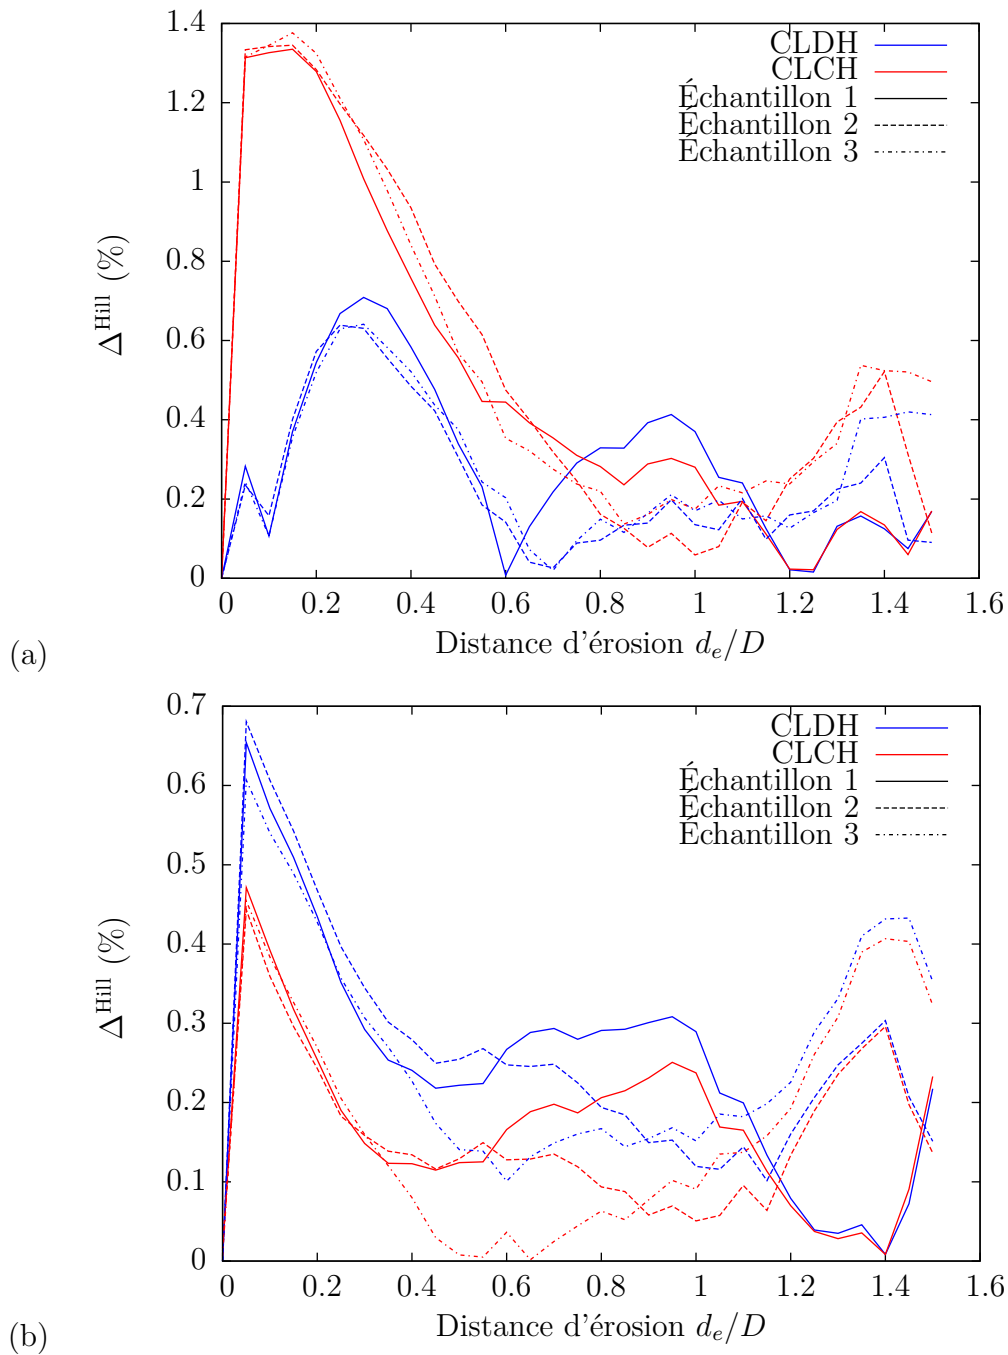 1.4
1.2
1
0.8
0.6
0.4
0.2
0
Δ^Hill (%)
CLDH
CLCH
Échantillon 1
Échantillon 2
Échantillon 3
0 0.2 0.4 0.6 0.8 1 1.2 1.4 1.6
Distance d'érosion d_e/D
(a)
0.7
0.6
0.5
0.4
0.3
0.2
0.1
0
Δ^Hill (%)
CLDH
CLCH
Échantillon 1
Échantillon 2
Échantillon 3
0 0.2 0.4 0.6 0.8 1 1.2 1.4 1.6
Distance d'érosion d_e/D
(b)